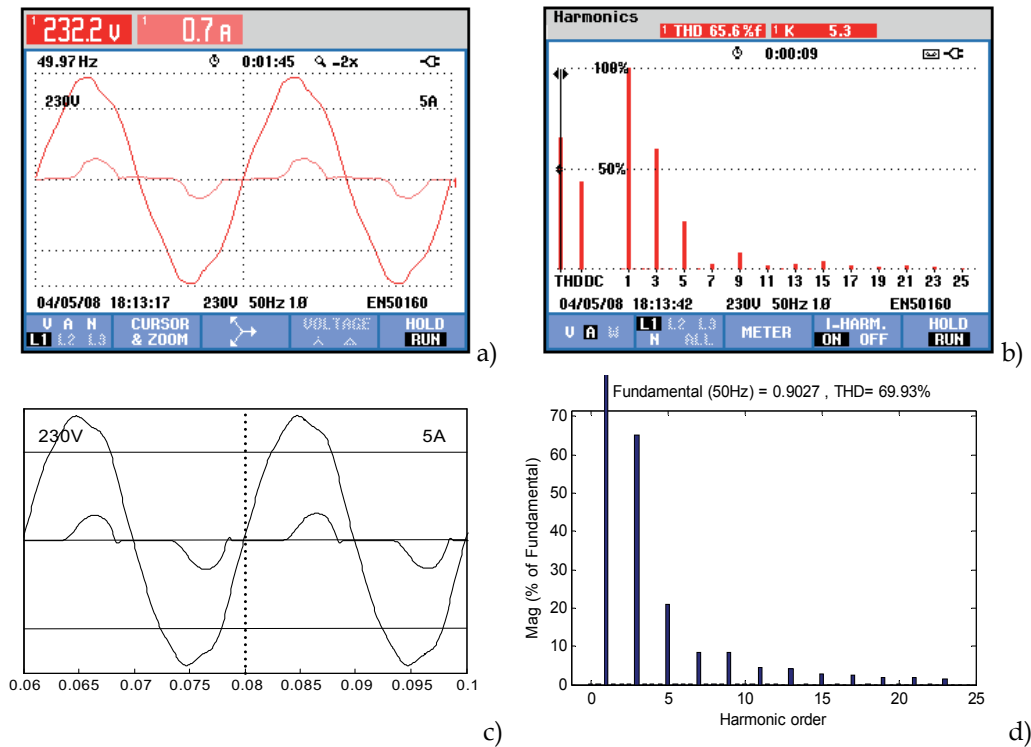 1 232.2 V 1 0.7 A
49.97 Hz 0:01:45 -2x
230V 5A
1
04/05/08 18:13:17 230V 50Hz 1Ø EN50160
V A N CURSOR VOLTAGE HOLD
L1 L2 L3 & ZOOM RUN
a)
Harmonics
1 THD 65.6%f 1 K 5.3
0:00:09
100%
50%
THDDC 1 3 5 7 9 11 13 15 17 19 21 23 25
04/05/08 18:13:42 230V 50Hz 1Ø EN50160
V A W L1 L2 L3 METER I-HARM. HOLD
N ALL ON OFF RUN
b)
230V 5A
0.06 0.065 0.07 0.075 0.08 0.085 0.09 0.095 0.1
c)
Fundamental (50Hz) = 0.9027 , THD= 69.93%
Mag (% of Fundamental)
70
60
50
40
30
20
10
0
0 5 10 15 20 25
Harmonic order
d)